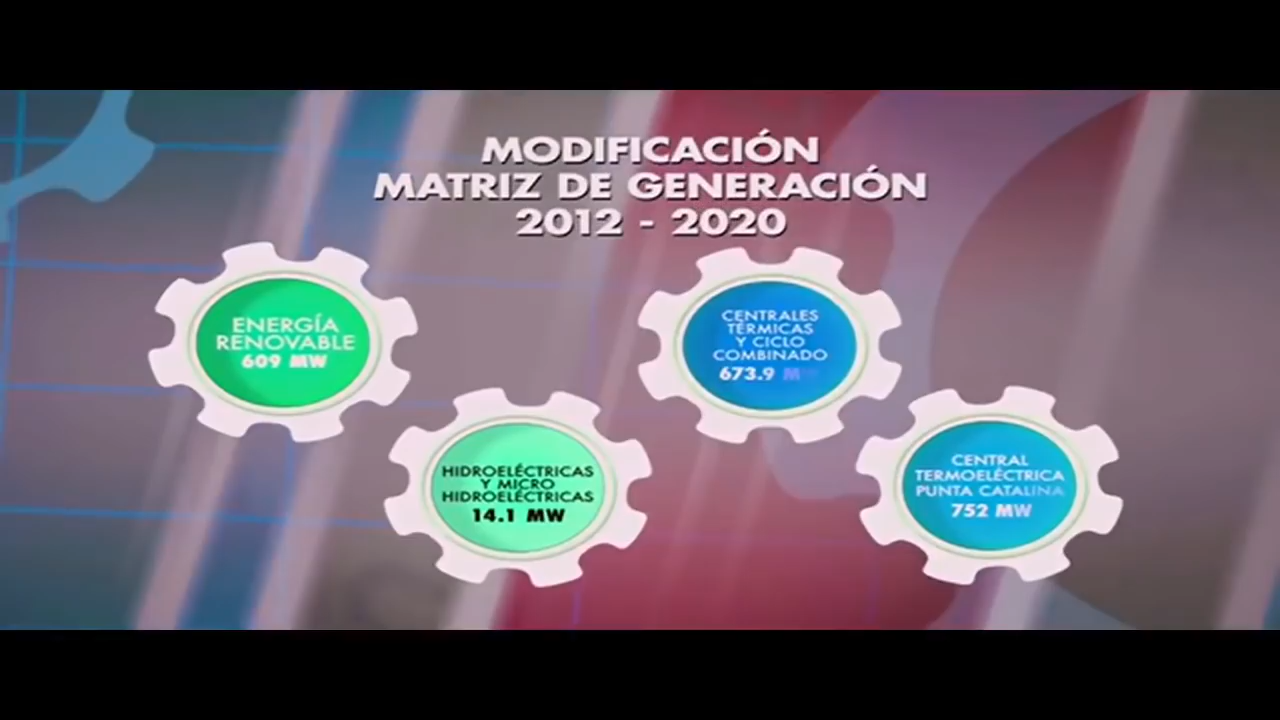 MODIFICACIÓN
MATRIZ DE GENERACIÓN
2012 - 2020
ENERGÍA
RENOVABLE
609 MW
CENTRALES
TÉRMICAS
Y CICLO
COMBINADO
673.9 MW
HIDROELÉCTRICAS
Y MICRO
HIDROELÉCTRICAS
14.1 MW
CENTRAL
TERMOELÉCTRICA
PUNTA CATALINA
752 MW